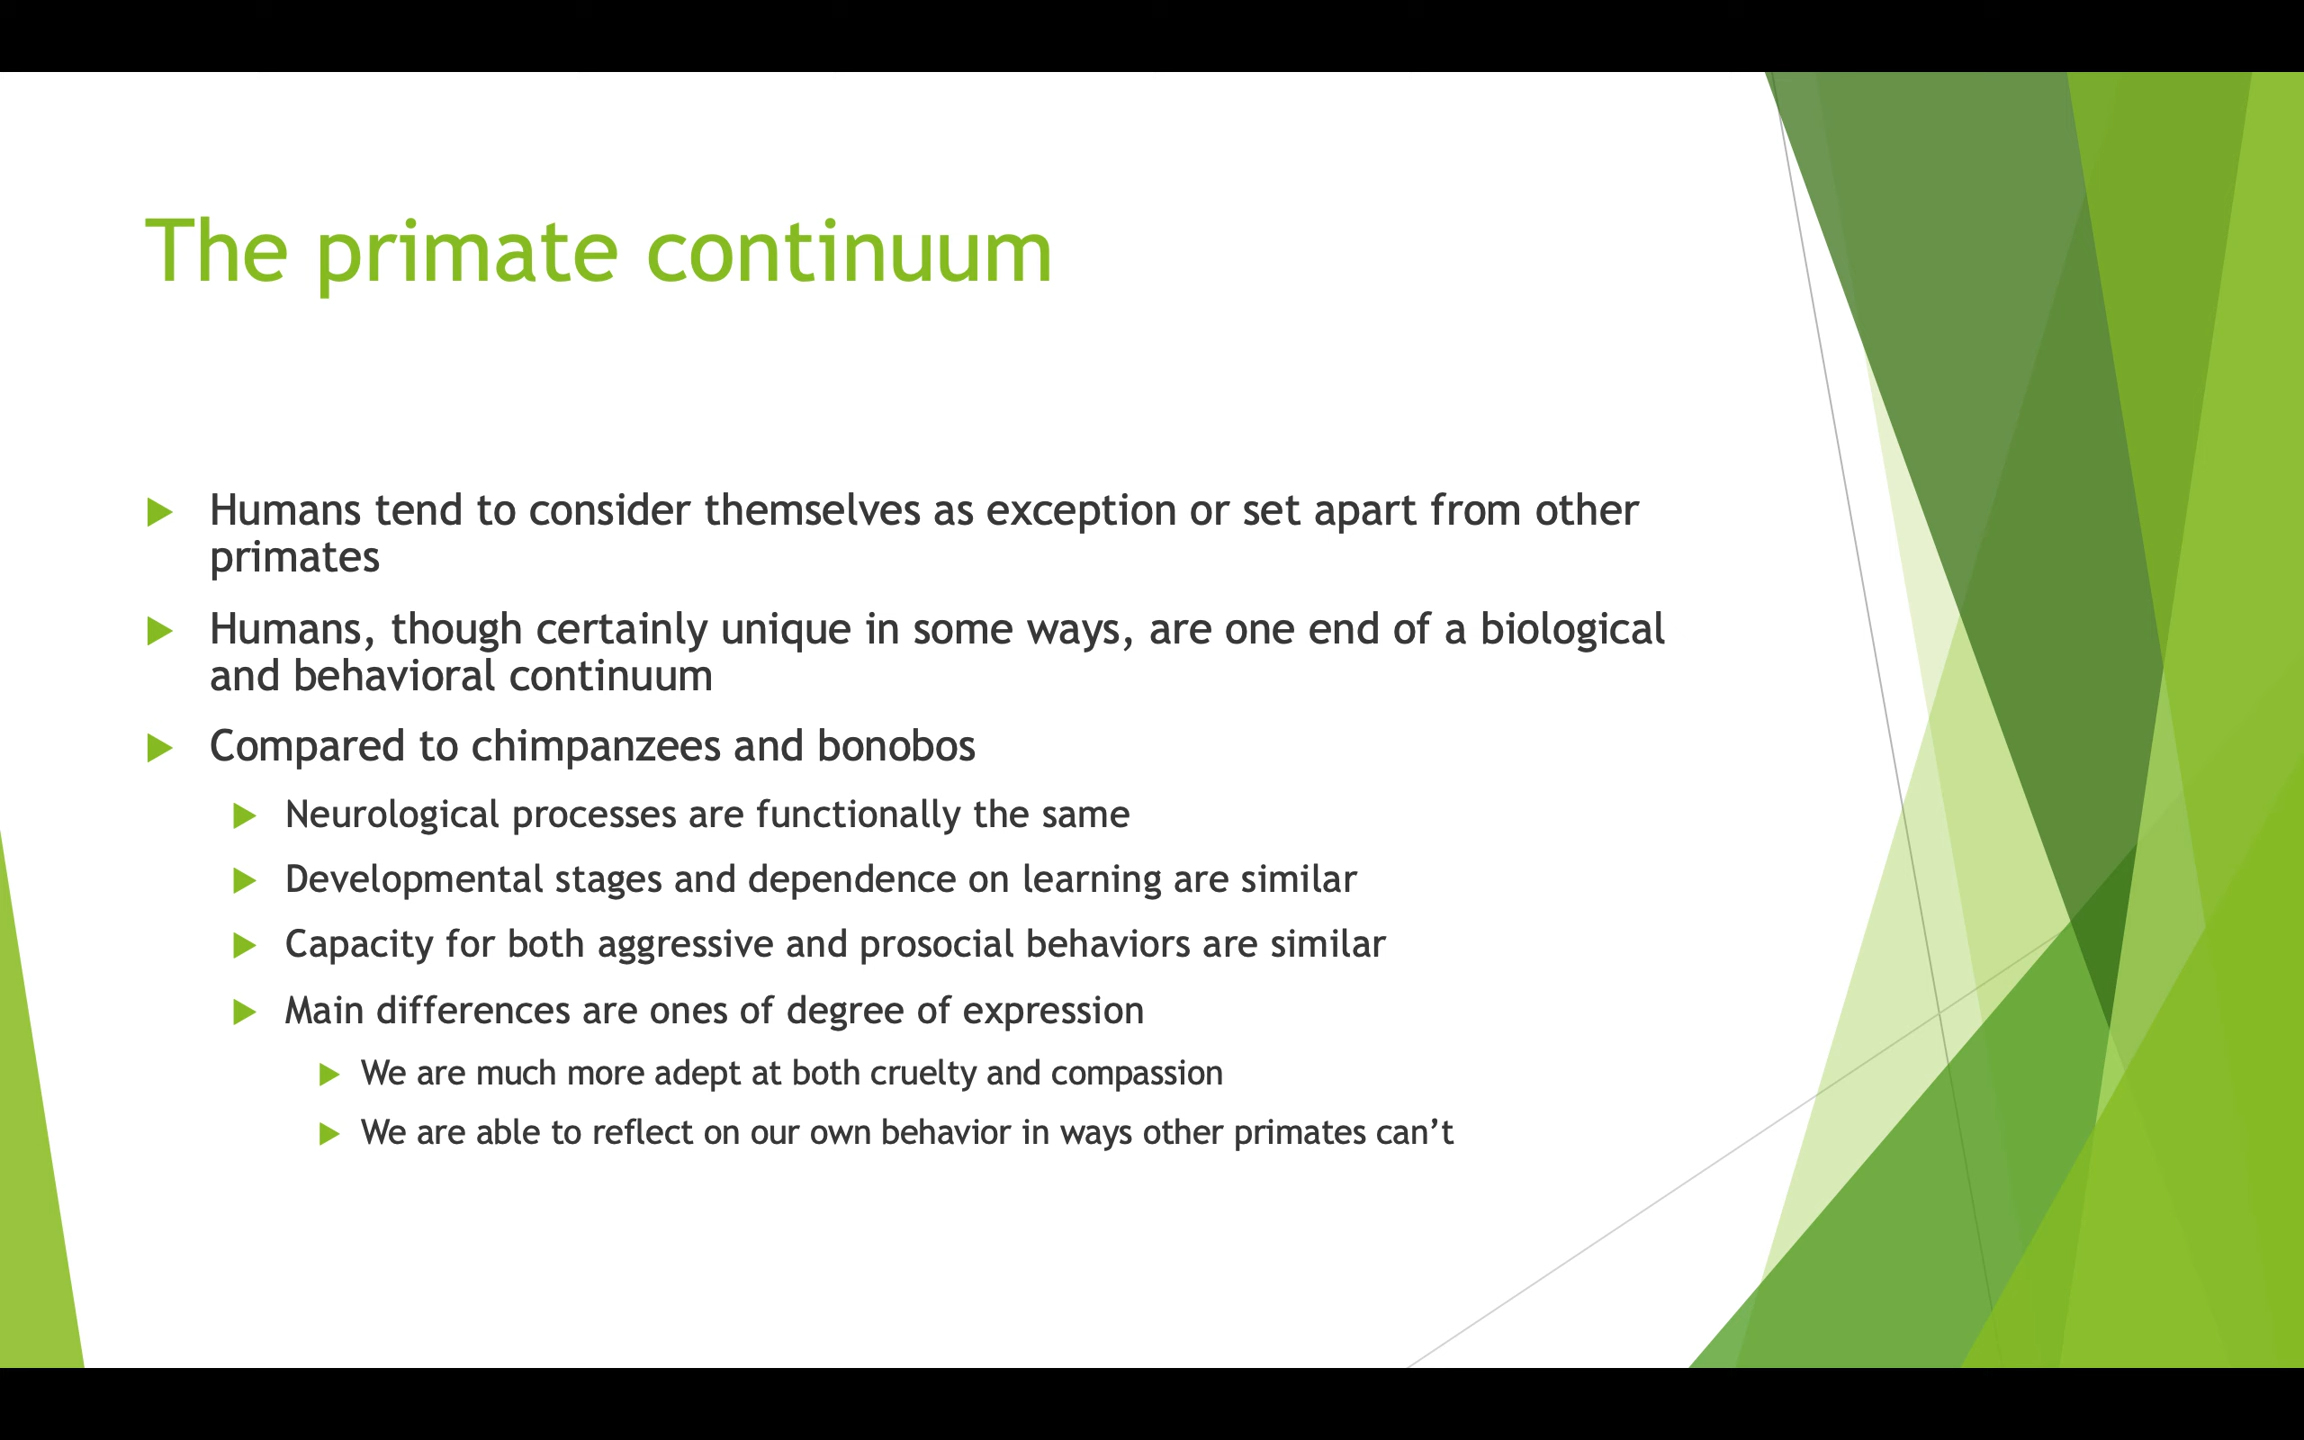 The primate continuum
Humans tend to consider themselves as exception or set apart from other
primates
Humans, though certainly unique in some ways, are one end of a biological
and behavioral continuum
Compared to chimpanzees and bonobos
Neurological processes are functionally the same
Developmental stages and dependence on learning are similar
Capacity for both aggressive and prosocial behaviors are similar
Main differences are ones of degree of expression
We are much more adept at both cruelty and compassion
We are able to reflect on our own behavior in ways other primates can’t